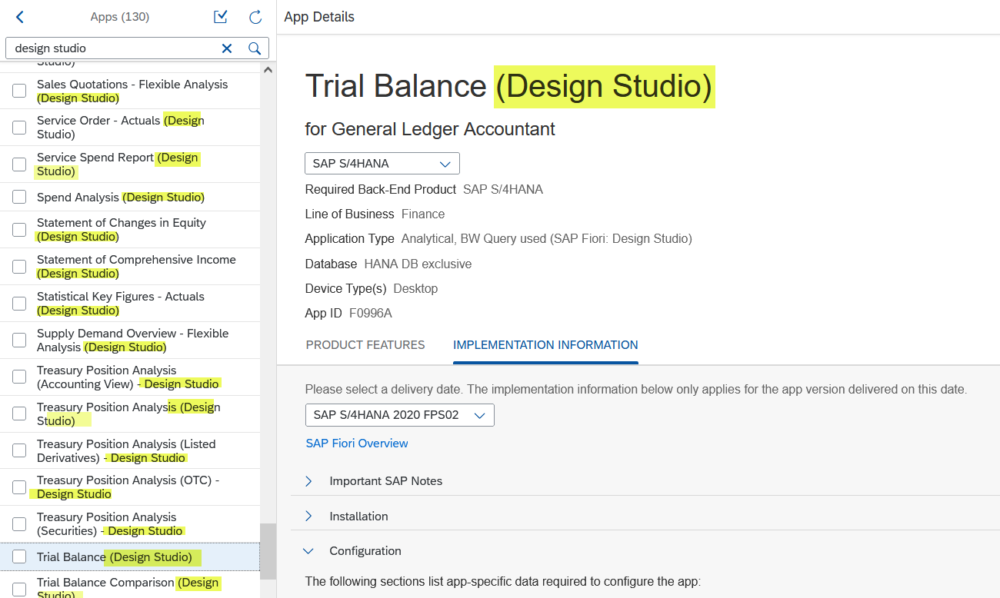 Apps (130)
design studio
Studio)
Sales Quotations - Flexible Analysis
(Design Studio)
Service Order - Actuals (Design
Studio)
Service Spend Report (Design
Studio)
Spend Analysis (Design Studio)
Statement of Changes in Equity
(Design Studio)
Statement of Comprehensive Income
(Design Studio)
Statistical Key Figures - Actuals
(Design Studio)
Supply Demand Overview - Flexible
Analysis (Design Studio)
Treasury Position Analysis
(Accounting View) - Design Studio
Treasury Position Analysis (Design
Studio)
Treasury Position Analysis (Listed
Derivatives) - Design Studio
Treasury Position Analysis (OTC) -
Design Studio
Treasury Position Analysis
(Securities) - Design Studio
Trial Balance (Design Studio)
Trial Balance Comparison (Design
Studio)
App Details
Trial Balance (Design Studio)
for General Ledger Accountant
SAP S/4HANA
Required Back-End Product SAP S/4HANA
Line of Business Finance
Application Type Analytical, BW Query used (SAP Fiori: Design Studio)
Database HANA DB exclusive
Device Type(s) Desktop
App ID F0996A
PRODUCT FEATURES IMPLEMENTATION INFORMATION
Please select a delivery date. The implementation information below only applies for the app version delivered on this date.
SAP S/4HANA 2020 FPS02
SAP Fiori Overview
Important SAP Notes
Installation
Configuration
The following sections list app-specific data required to configure the app: